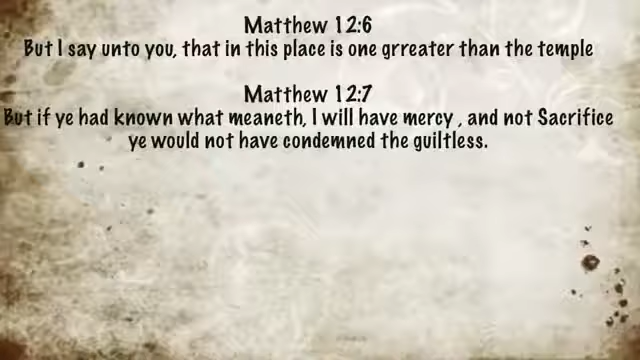 Matthew 12:6
But I say unto you, that in this place is one grreater than the temple
Matthew 12:7
But if ye had known what meaneth, I will have mercy , and not Sacrifice
ye would not have condemned the guiltless.